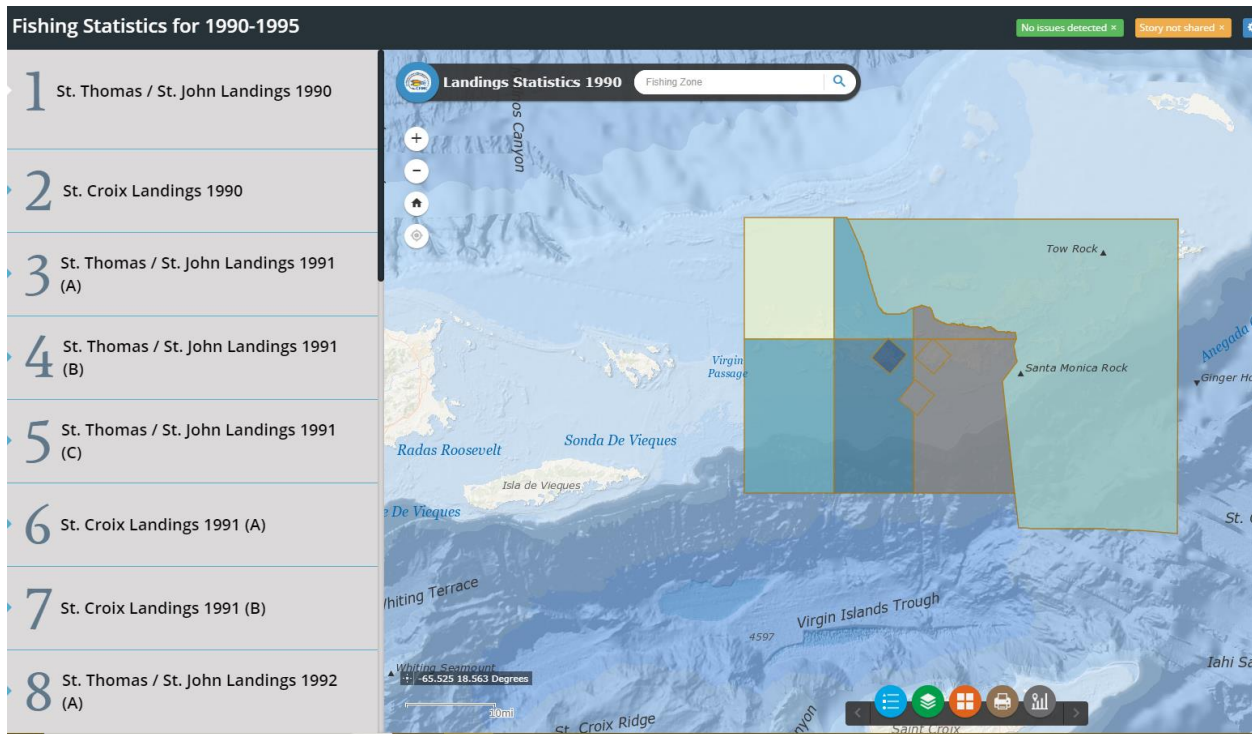 Fishing Statistics for 1990-1995
No issues detected ×
Story not shared ×
1 St. Thomas / St. John Landings 1990
2 St. Croix Landings 1990
3 St. Thomas / St. John Landings 1991
(A)
4 St. Thomas / St. John Landings 1991
(B)
5 St. Thomas / St. John Landings 1991
(C)
6 St. Croix Landings 1991 (A)
7 St. Croix Landings 1991 (B)
8 St. Thomas / St. John Landings 1992
(A)
Landings Statistics 1990
Fishing Zone
+
−
Canyon
Tow Rock
Virgin
Passage
Santa Monica Rock
Anegada
Ginger
Radas Roosevelt
Sonda De Vieques
Isla de Vieques
De Vieques
St.
Whiting Terrace
Virgin Islands Trough
4597
Whiting Seamount
-65.525 18.563 Degrees
10mi
St. Croix Ridge
Canyon
Saint Croix
Iahi